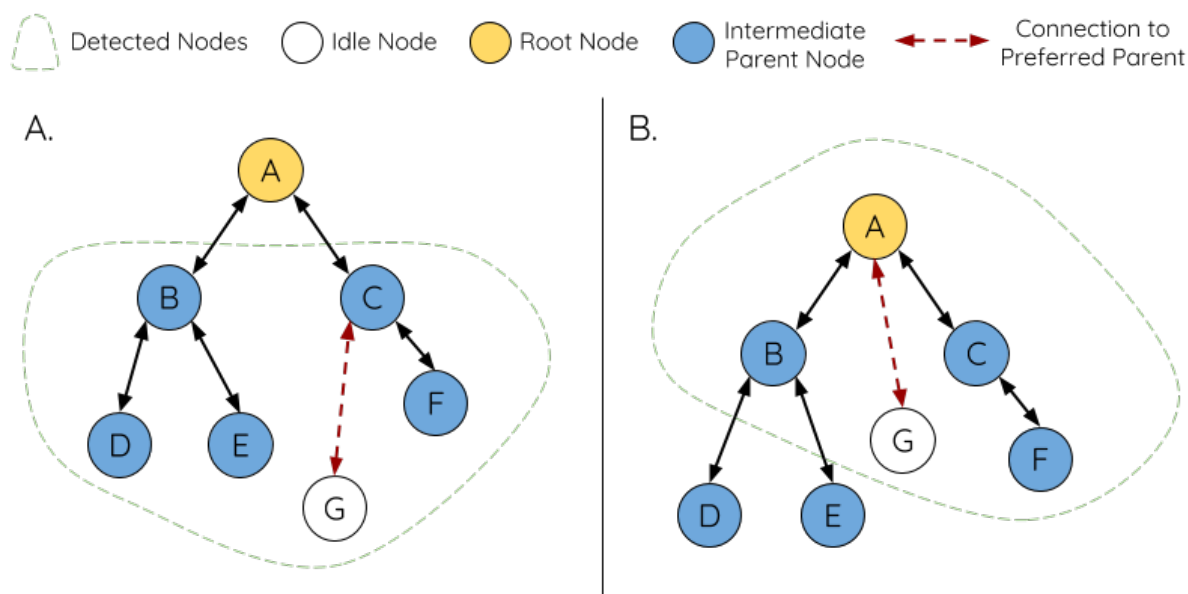 Detected Nodes
Idle Node
Root Node
Intermediate
Parent Node
Connection to
Preferred Parent
A.
A
B
C
D
E
F
G
B.
A
B
C
G
F
D
E